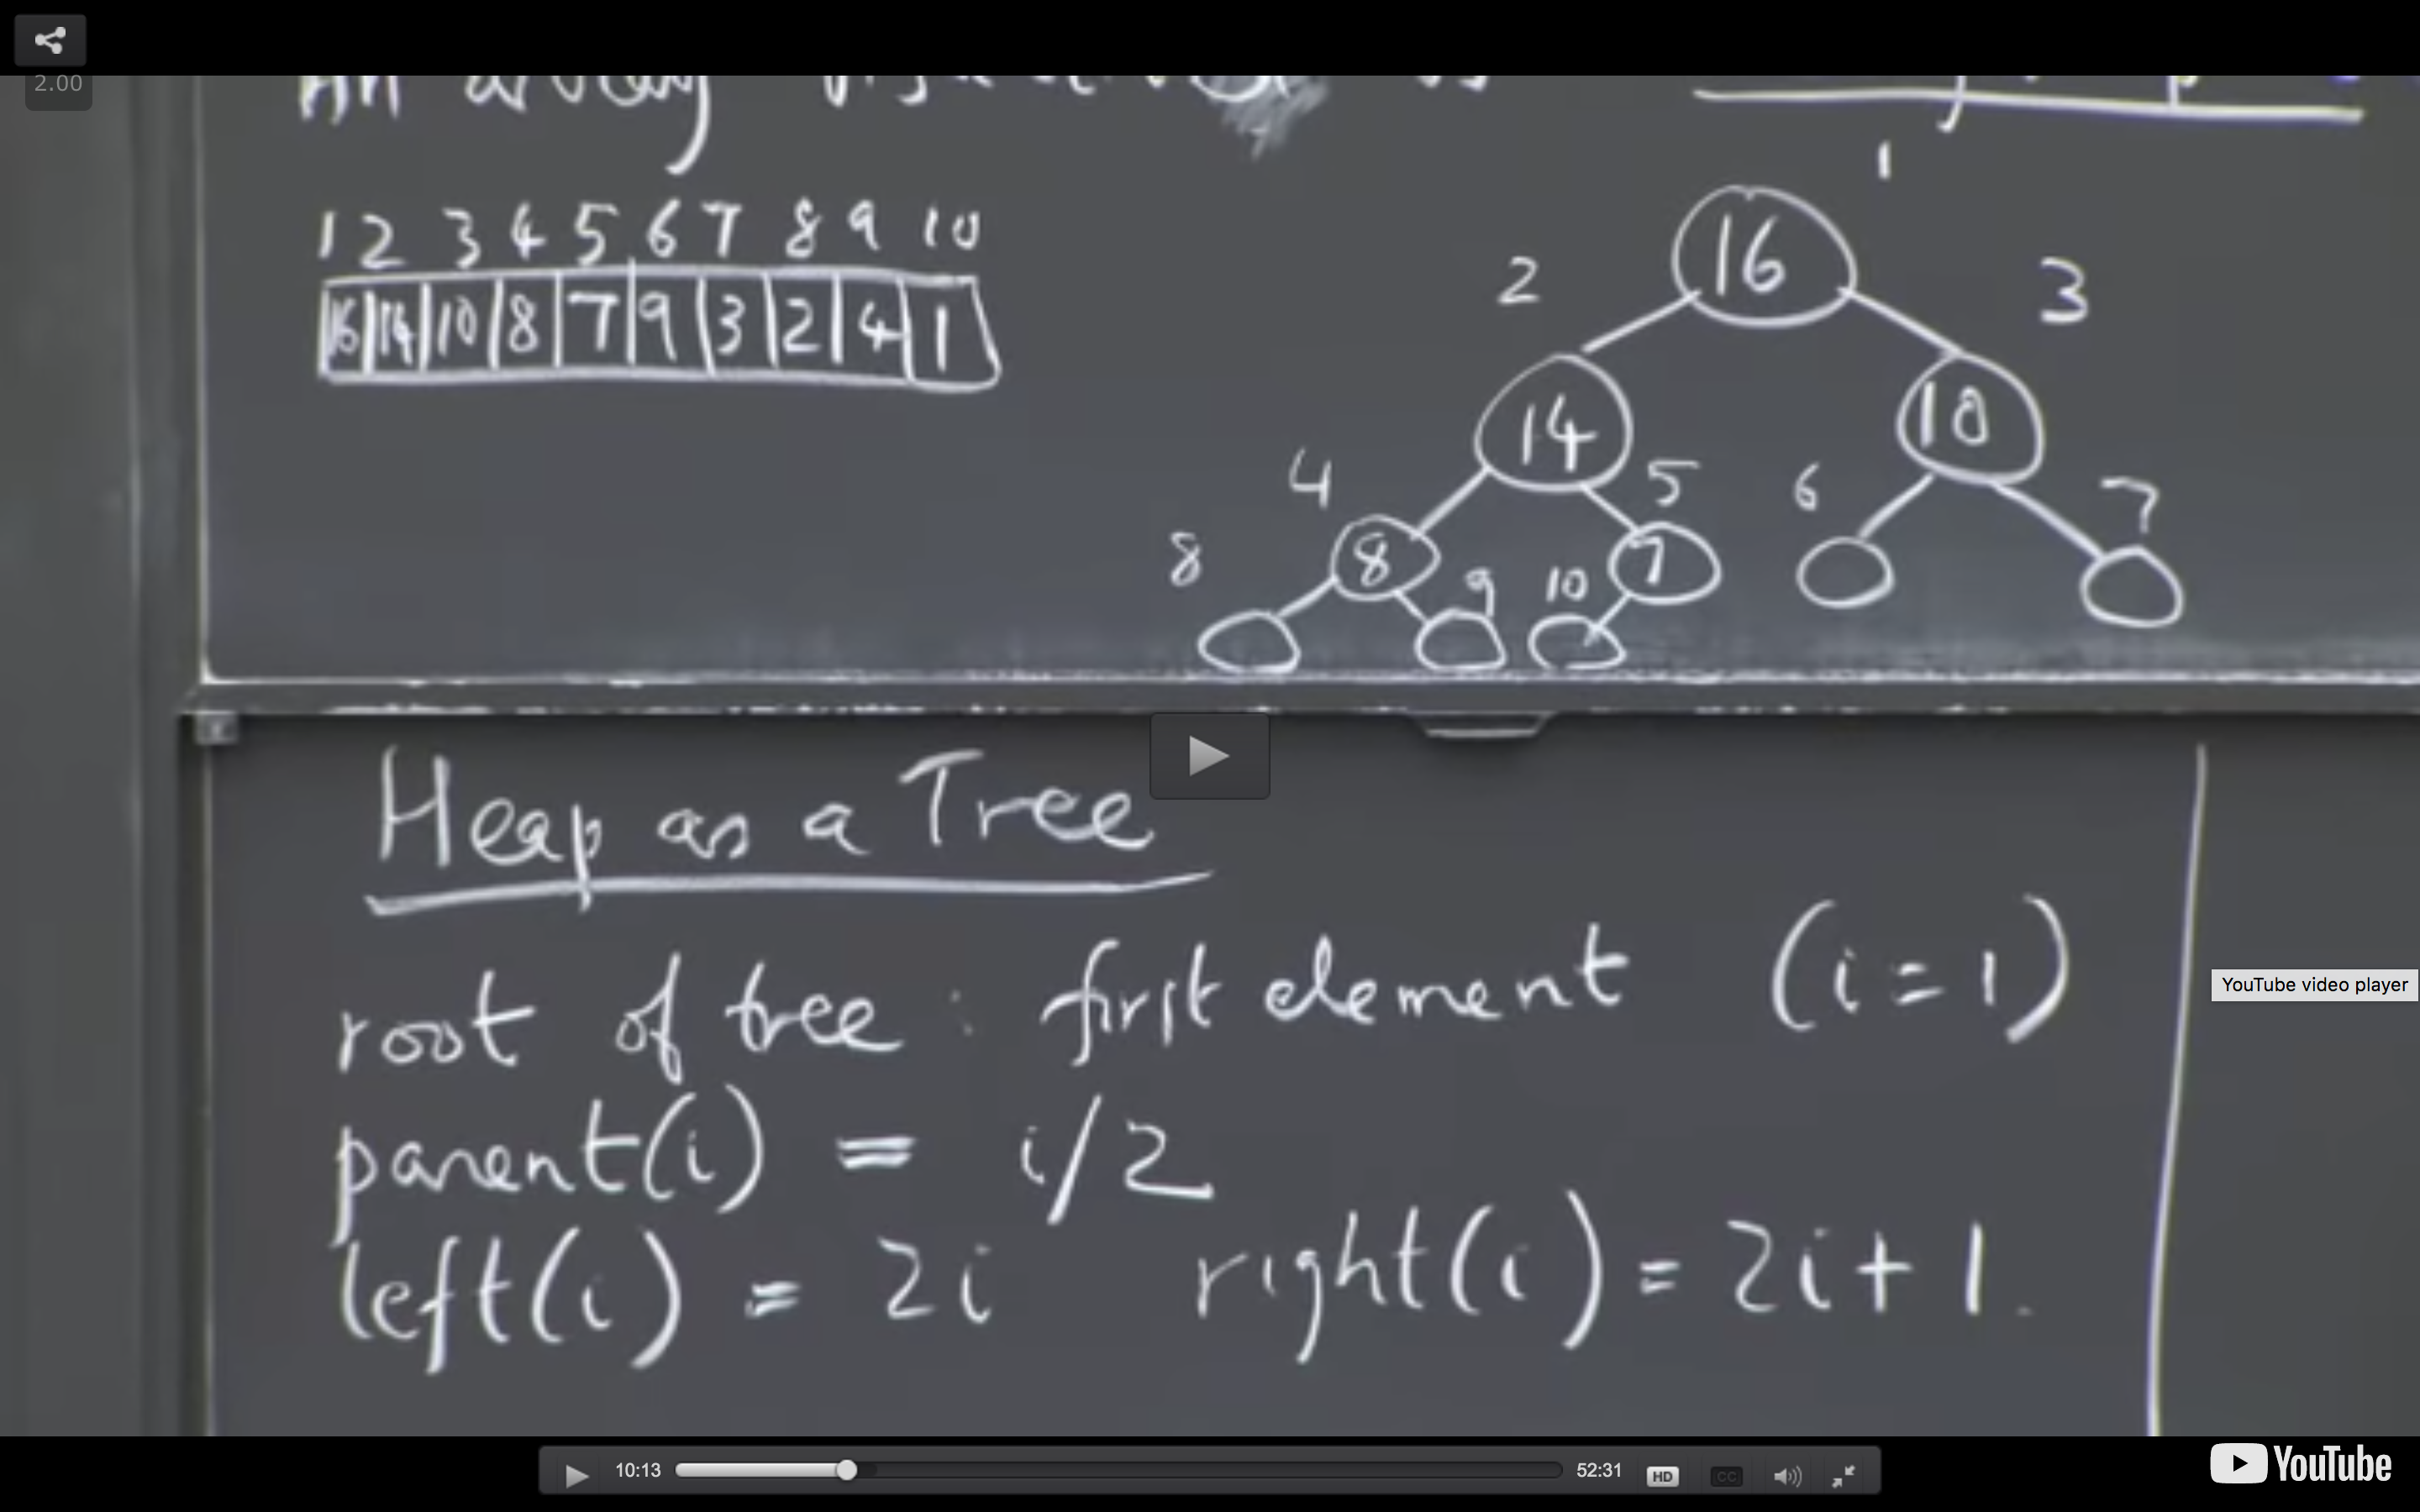 2.00
An array
1
1 2 3 4 5 6 7 8 9 10
16 14 10 8 7 9 3 2 4 1
16
2 3
14 10
4 5 6 7
8 7
8 9 10
Heap as a Tree
root of tree: first element (i=1)
parent(i) = i/2
left(i) = 2i right(i) = 2i+1.
YouTube video player
10:13 52:31 HD CC
YouTube